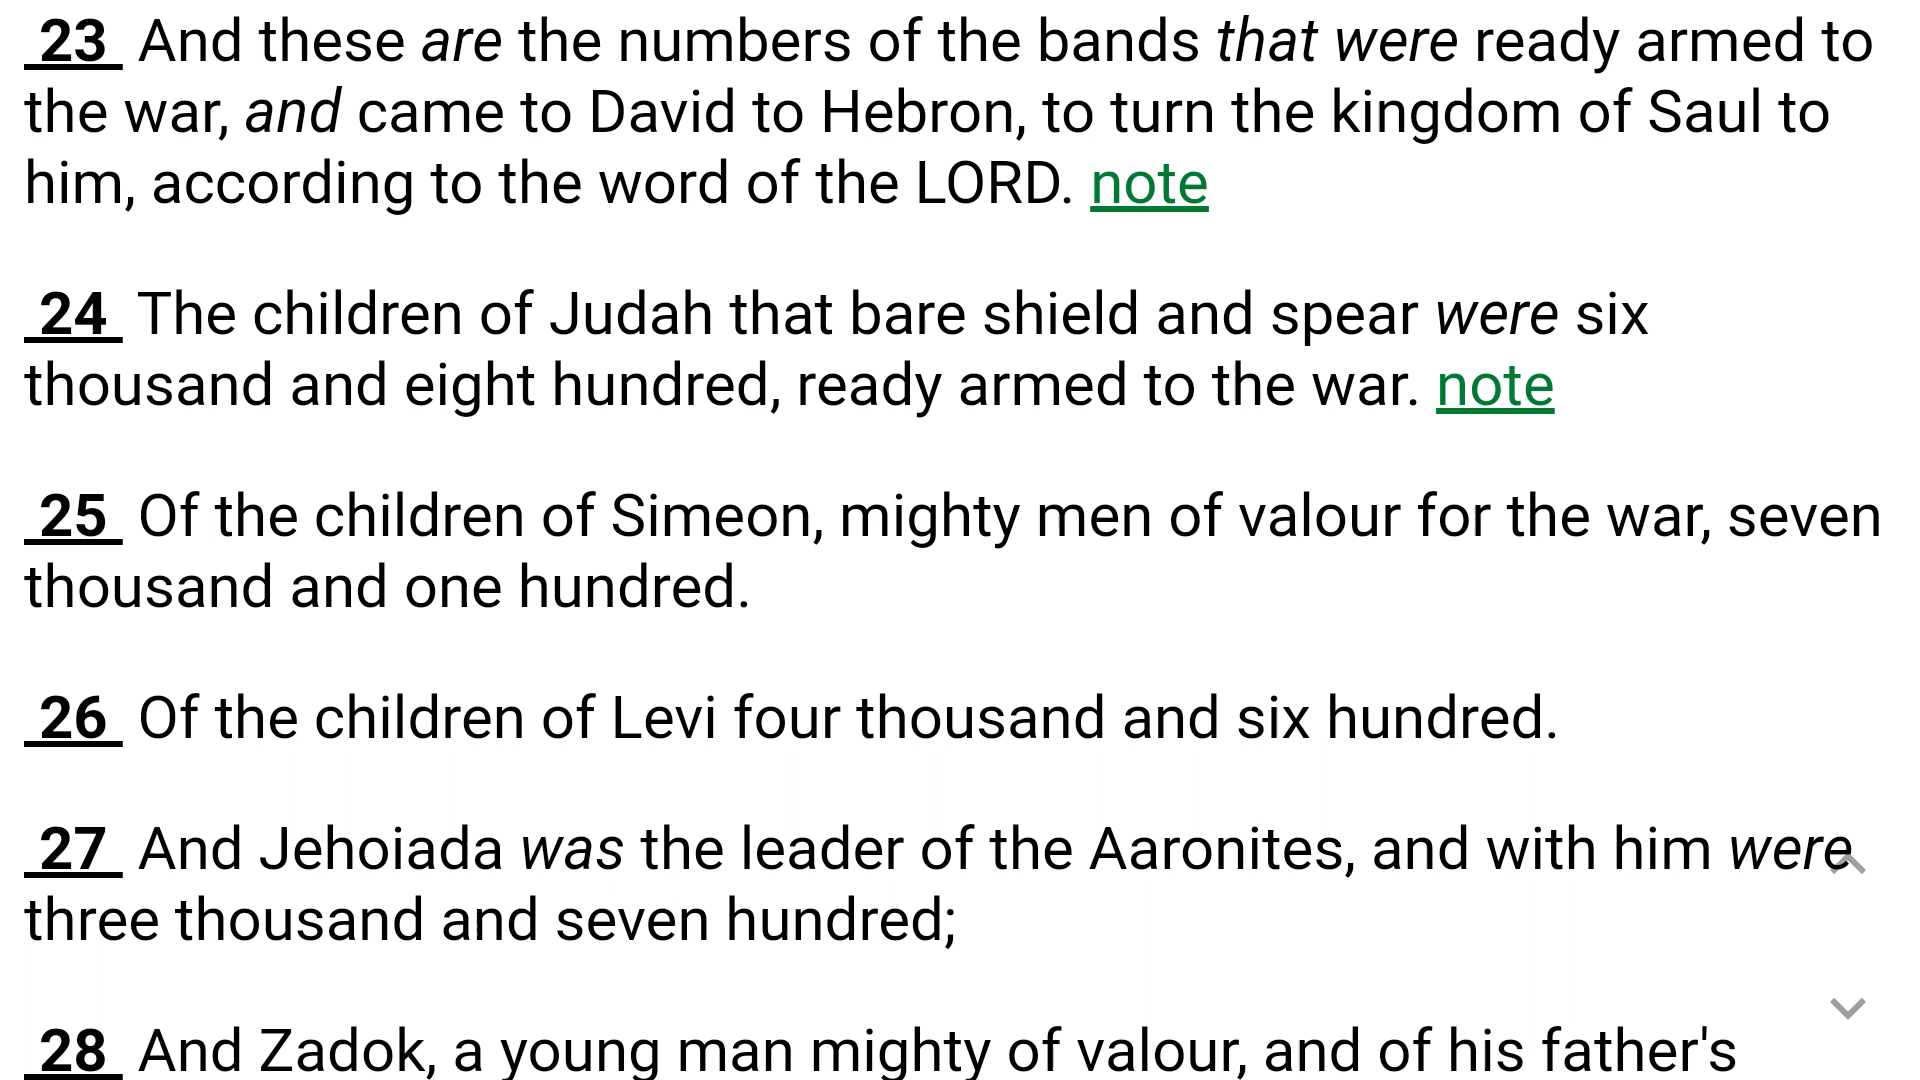 23 And these are the numbers of the bands that were ready armed to
the war, and came to David to Hebron, to turn the kingdom of Saul to
him, according to the word of the LORD. note
24 The children of Judah that bare shield and spear were six
thousand and eight hundred, ready armed to the war. note
25 Of the children of Simeon, mighty men of valour for the war, seven
thousand and one hundred.
26 Of the children of Levi four thousand and six hundred.
27 And Jehoiada was the leader of the Aaronites, and with him were
three thousand and seven hundred;
28 And Zadok, a young man mighty of valour, and of his father's